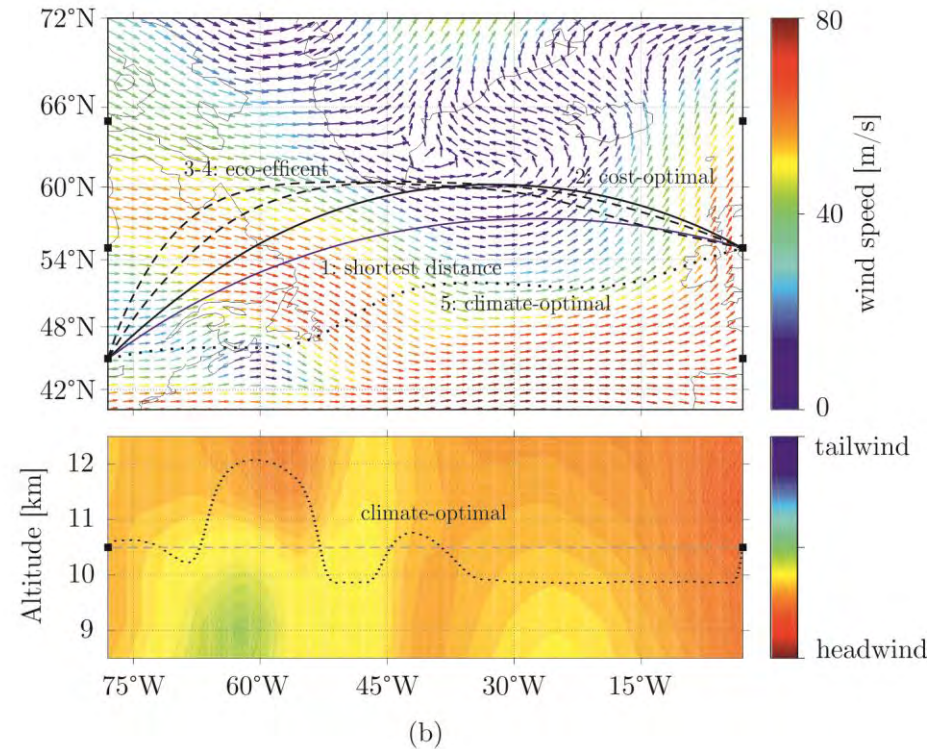 72°N
66°N
60°N
54°N
48°N
42°N
3-4: eco-efficent
2: cost-optimal
1: shortest distance
5: climate-optimal
80
40
0
wind speed [m/s]
12
11
10
9
Altitude [km]
climate-optimal
tailwind
headwind
75°W
60°W
45°W
30°W
15°W
(b)